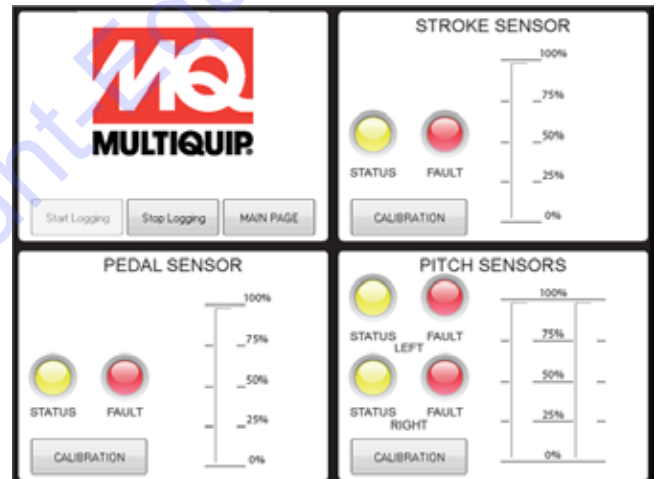 MQ
MULTIQUIP
Start Logging
Stop Logging
MAIN PAGE
STROKE SENSOR
100%
75%
50%
25%
0%
STATUS
FAULT
CALIBRATION
PEDAL SENSOR
100%
75%
50%
25%
0%
STATUS
FAULT
CALIBRATION
PITCH SENSORS
STATUS
FAULT
LEFT
STATUS
FAULT
RIGHT
100%
75%
50%
25%
0%
CALIBRATION